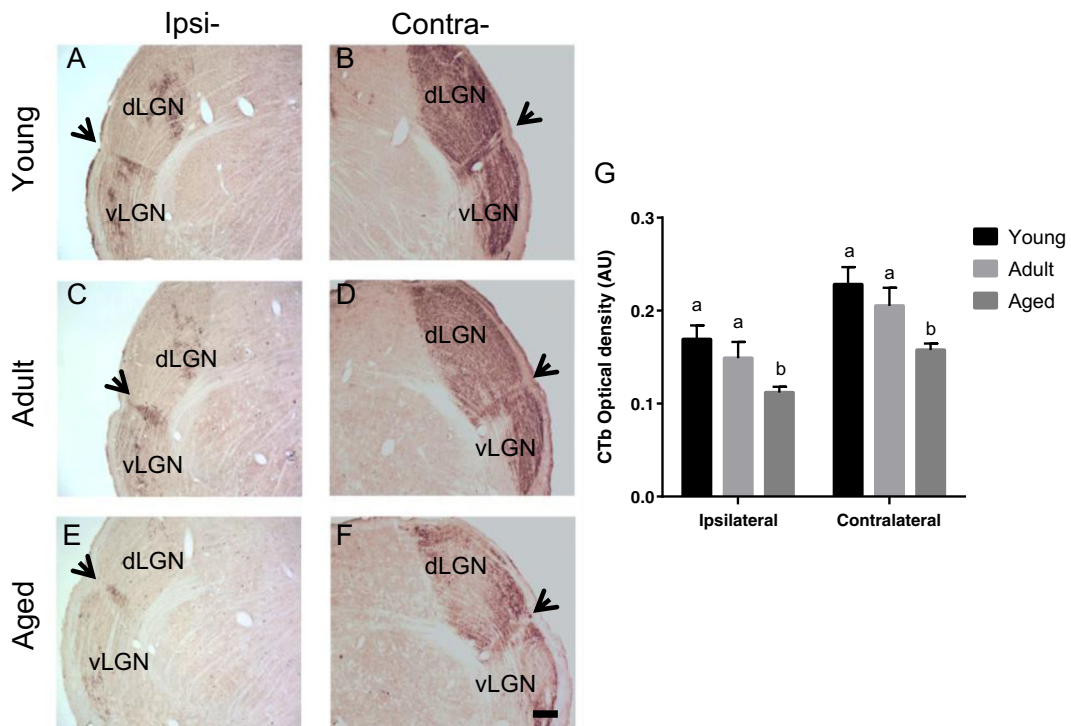 Ipsi-
Contra-
Young
A
dLGN
vLGN
B
dLGN
vLGN
Adult
C
dLGN
vLGN
D
dLGN
vLGN
Aged
E
dLGN
vLGN
F
dLGN
vLGN
G
CTb Optical density (AU)
0.3
0.2
0.1
0.0
a
a
b
a
a
b
Ipsilateral
Contralateral
Young
Adult
Aged